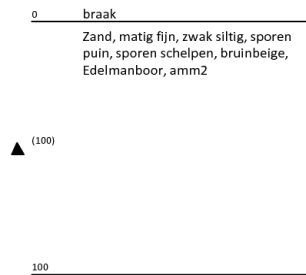 0 braak
Zand, matig fijn, zwak siltig, sporen
puin, sporen schelpen, bruinbeige,
Edelmanboor, amm2
(100)
100